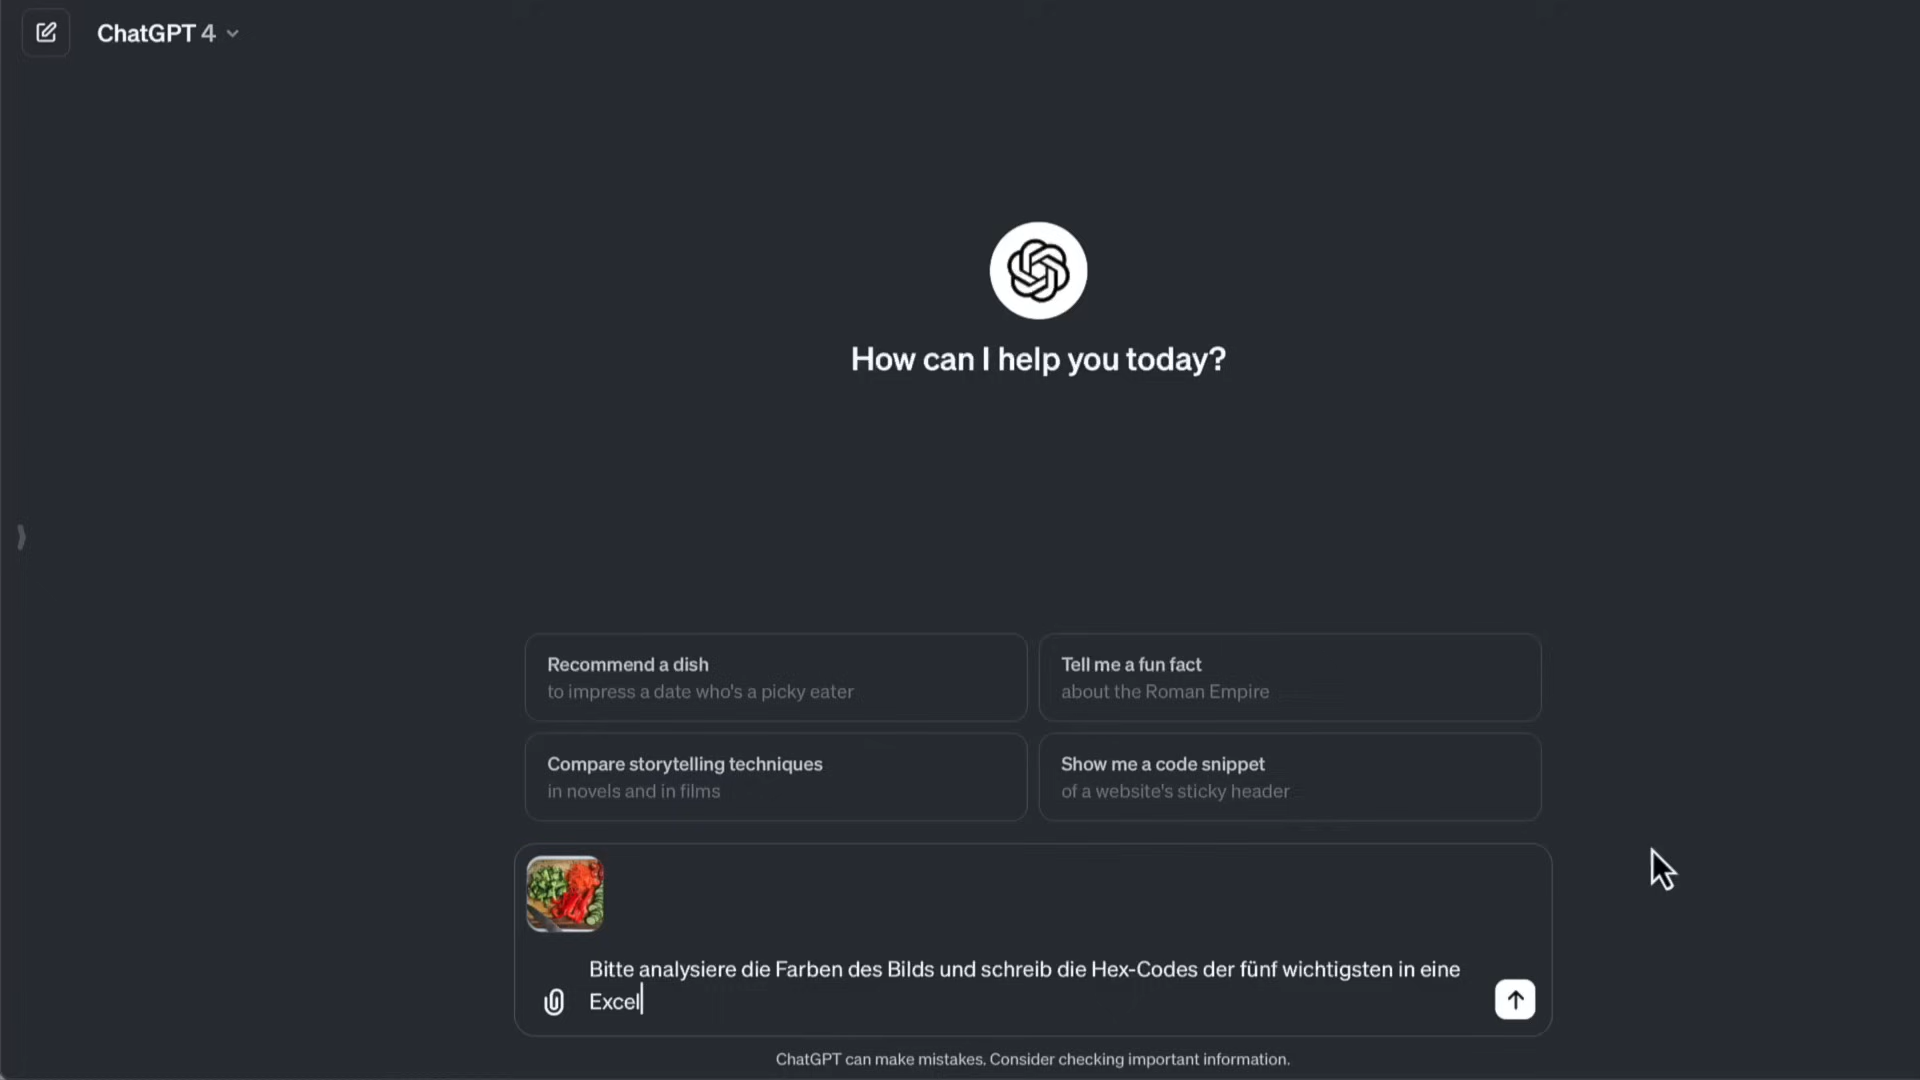 ChatGPT 4
How can I help you today?
Recommend a dish
to impress a date who's a picky eater
Tell me a fun fact
about the Roman Empire
Compare storytelling techniques
in novels and in films
Show me a code snippet
of a website's sticky header
Bitte analysiere die Farben des Bilds und schreib die Hex-Codes der fünf wichtigsten in eine
Excel
ChatGPT can make mistakes. Consider checking important information.